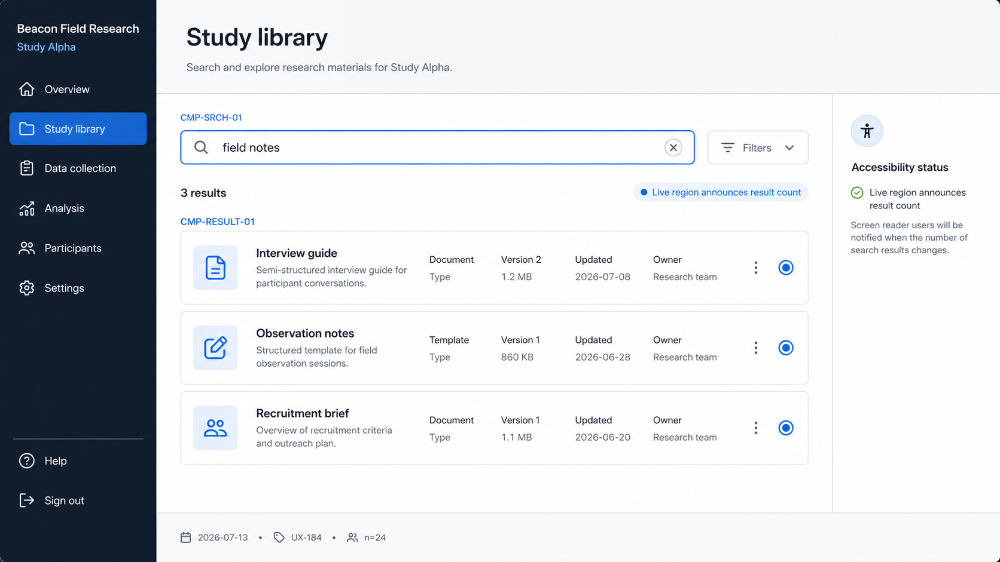 Beacon Field Research
Study Alpha
Overview
Study library
Data collection
Analysis
Participants
Settings
Help
Sign out
Study library
Search and explore research materials for Study Alpha.
CMP-SRCH-01
field notes
Filters
3 results
Live region announces result count
CMP-RESULT-01
Interview guide
Semi-structured interview guide for
participant conversations.
Document
Type
Version 2
1.2 MB
Updated
2026-07-08
Owner
Research team
Observation notes
Structured template for field
observation sessions.
Template
Type
Version 1
860 KB
Updated
2026-06-28
Owner
Research team
Recruitment brief
Overview of recruitment criteria
and outreach plan.
Document
Type
Version 1
1.1 MB
Updated
2026-06-20
Owner
Research team
Accessibility status
Live region announces
result count
Screen reader users will be
notified when the number of
search results changes.
2026-07-13 • UX-184 • n=24